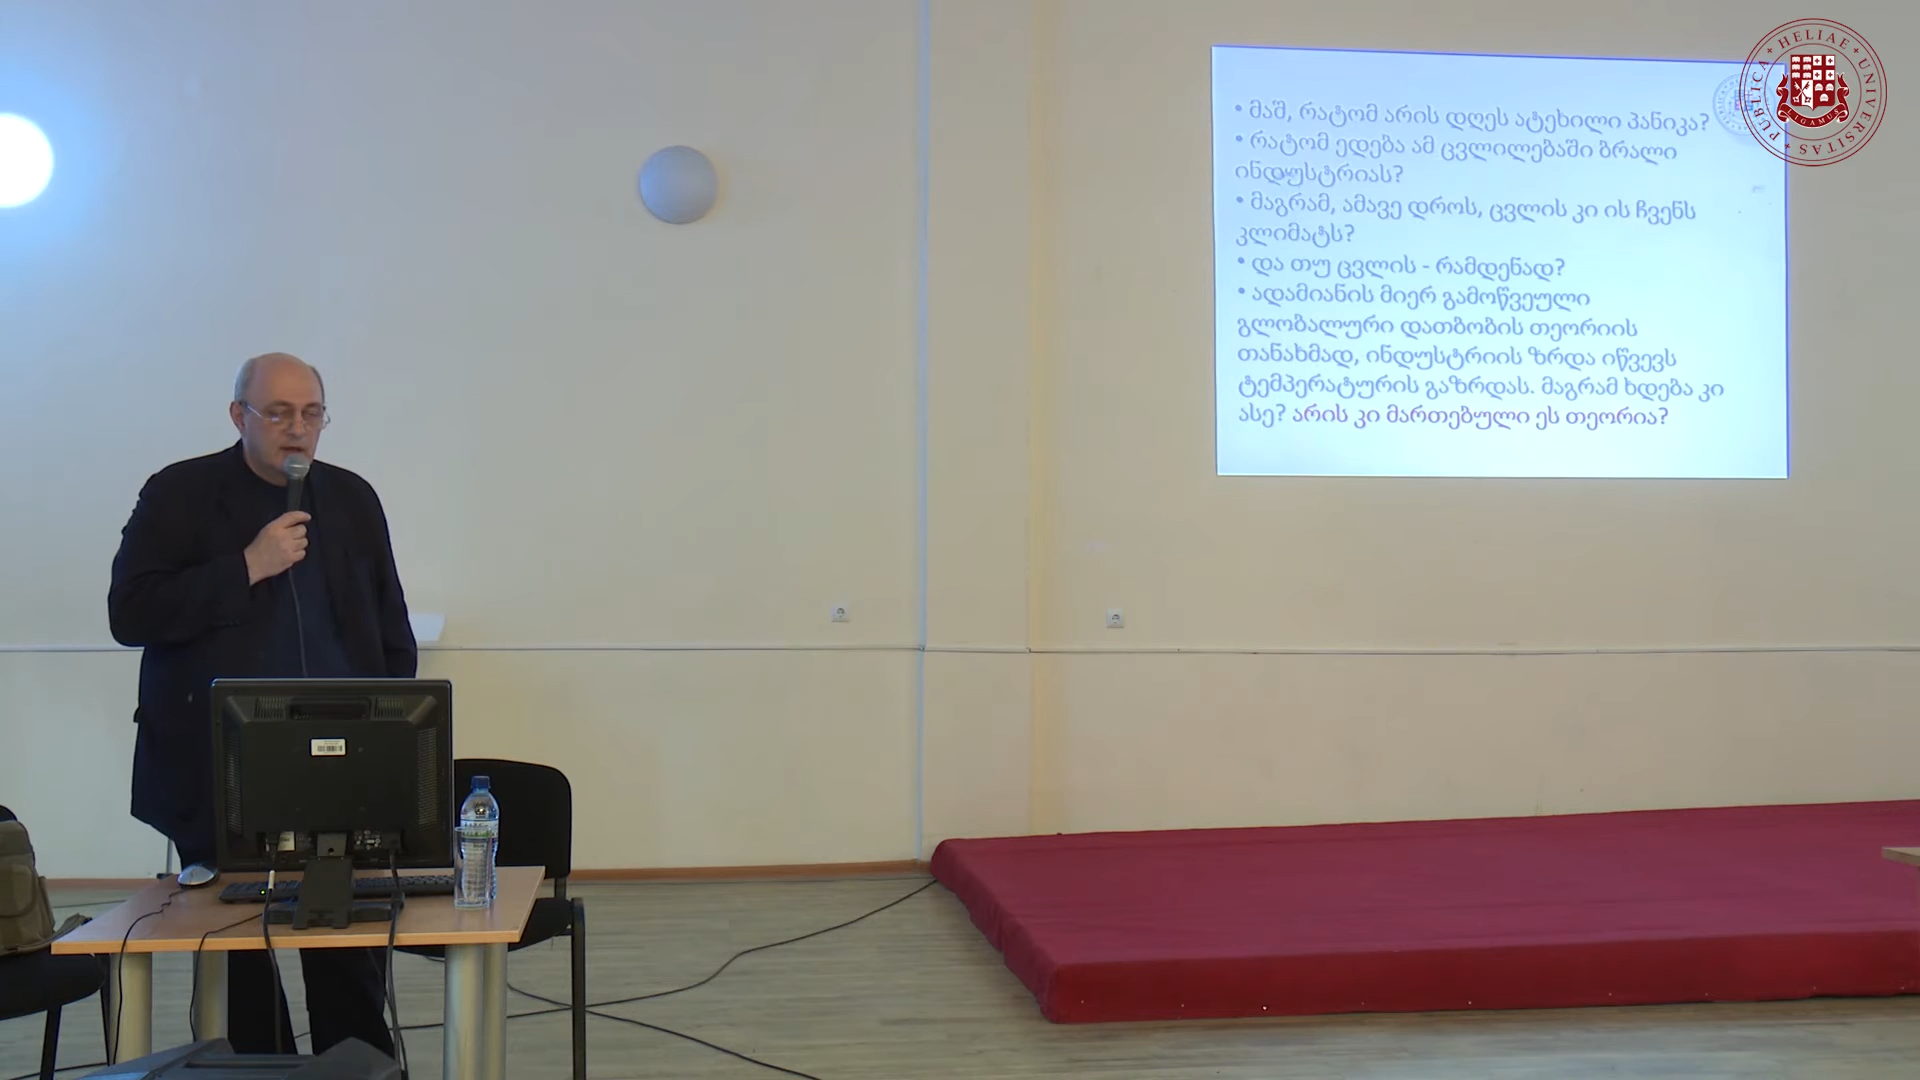 • მაშ, რატომ არის დღეს ატეხილი პანიკა?
• რატომ ედება ამ ცვლილებაში ბრალი
ინდუსტრიას?
• მაგრამ, ამავე დროს, ცვლის კი ის ჩვენს
კლიმატს?
• და თუ ცვლის - რამდენად?
• ადამიანის მიერ გამოწვეული
გლობალური დათბობის თეორიის
თანახმად, ინდუსტრიის ზრდა იწვევს
ტემპერატურის გაზრდას. მაგრამ ხდება კი
ასე? არის კი მართებული ეს თეორია?
PUBLICA HELIAE UNIVERSITAS
LIGAMUS